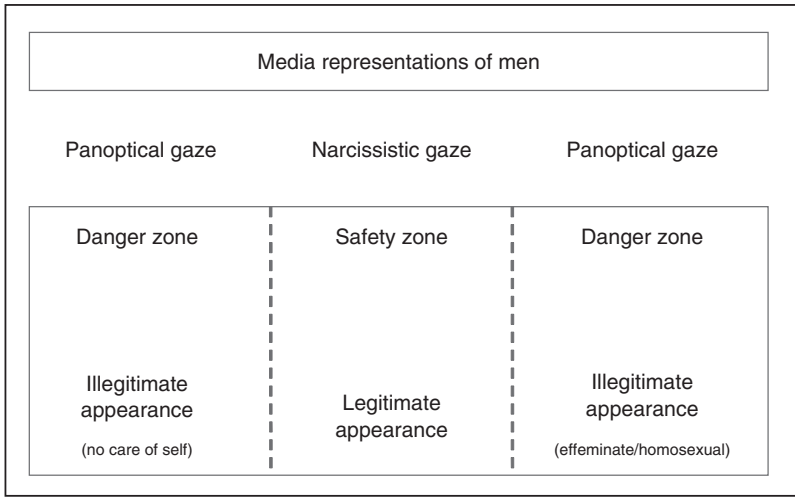 Media representations of men
Panoptical gaze
Narcissistic gaze
Panoptical gaze
Danger zone
Safety zone
Danger zone
Illegitimate
appearance
(no care of self)
Legitimate
appearance
Illegitimate
appearance
(effeminate/homosexual)